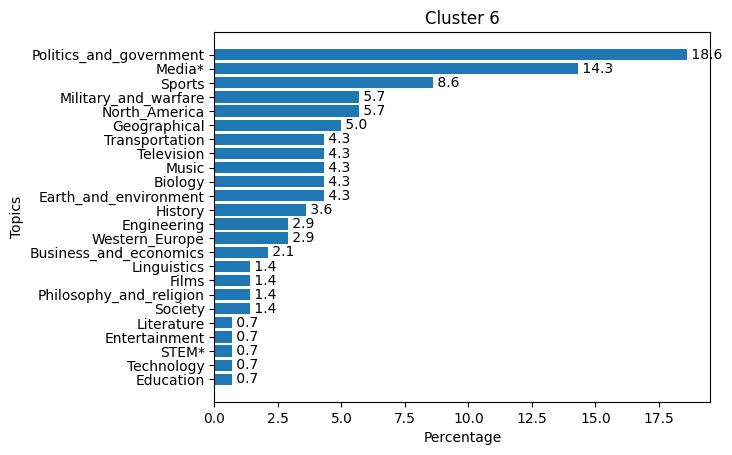 Cluster 6
Topics
Politics_and_government 18.6
Media* 14.3
Sports 8.6
Military_and_warfare 5.7
North_America 5.7
Geographical 5.0
Transportation 4.3
Television 4.3
Music 4.3
Biology 4.3
Earth_and_environment 4.3
History 3.6
Engineering 2.9
Western_Europe 2.9
Business_and_economics 2.1
Linguistics 1.4
Films 1.4
Philosophy_and_religion 1.4
Society 1.4
Literature 0.7
Entertainment 0.7
STEM* 0.7
Technology 0.7
Education 0.7
0.0 2.5 5.0 7.5 10.0 12.5 15.0 17.5
Percentage